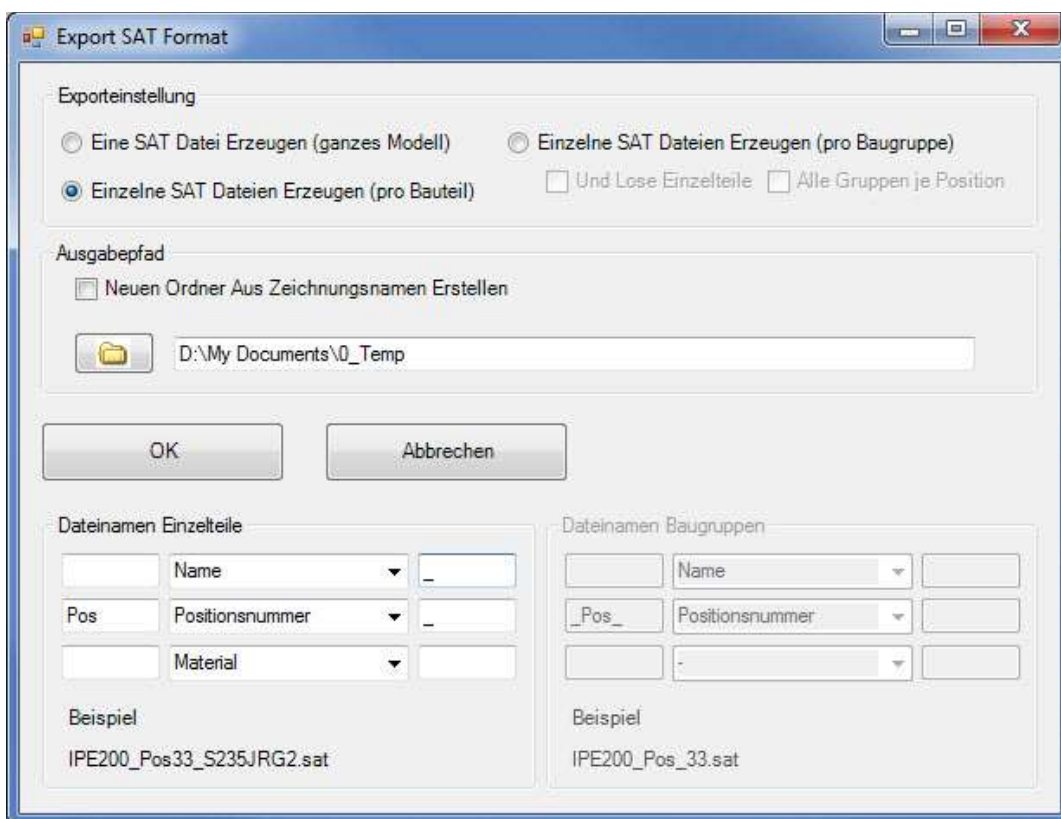 Export SAT Format
Exporteinstellung
Eine SAT Datei Erzeugen (ganzes Modell)
Einzelne SAT Dateien Erzeugen (pro Baugruppe)
Und Lose Einzelteile
Alle Gruppen je Position
Einzelne SAT Dateien Erzeugen (pro Bauteil)
Ausgabepfad
Neuen Ordner Aus Zeichnungsnamen Erstellen
D:\My Documents\0_Temp
OK
Abbrechen
Dateinamen Einzelteile
Name
_
Pos
Positionsnummer
_
Material
Beispiel
IPE200_Pos33_S235JRG2.sat
Dateinamen Baugruppen
Name
_Pos_
Positionsnummer
-
Beispiel
IPE200_Pos_33.sat